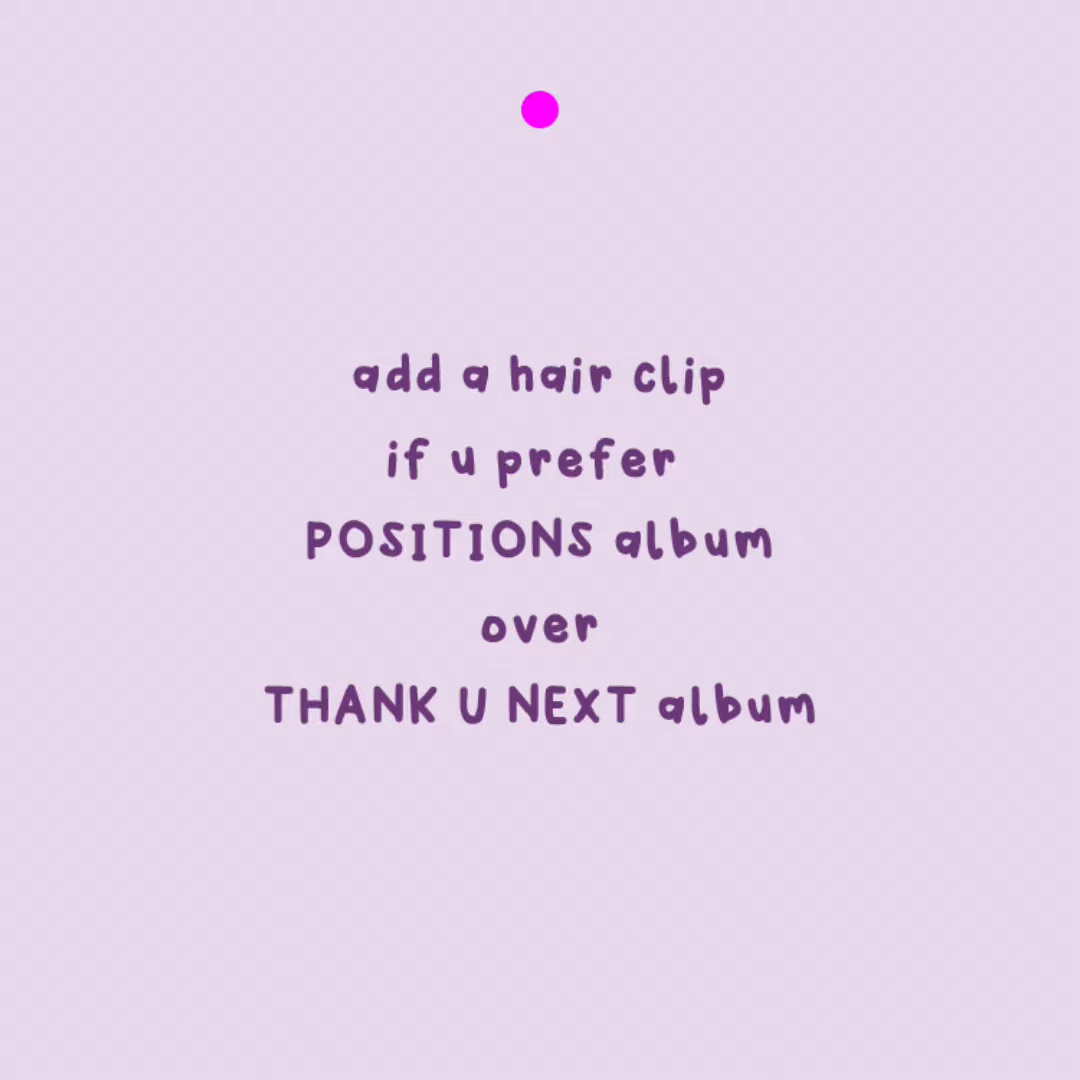 add a hair clip
if u prefer
POSITIONS album
over
THANK U NEXT album